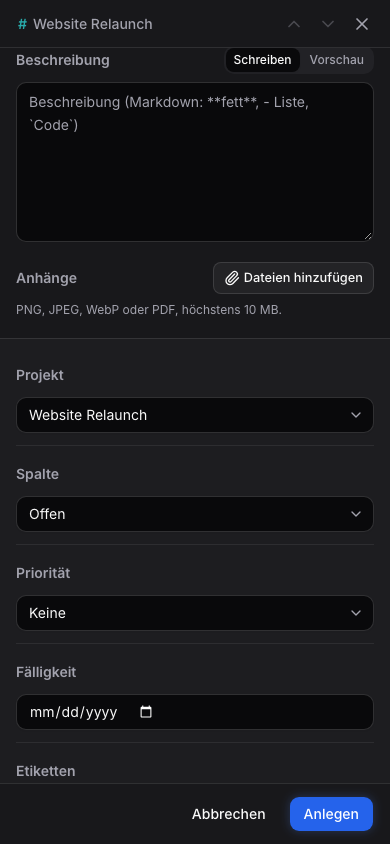 # Website Relaunch
Beschreibung
Schreiben
Vorschau
Beschreibung (Markdown: **fett**, - Liste,
`Code`)
Anhänge
Dateien hinzufügen
PNG, JPEG, WebP oder PDF, höchstens 10 MB.
Projekt
Website Relaunch
Spalte
Offen
Priorität
Keine
Fälligkeit
mm/dd/yyyy
Etiketten
Abbrechen
Anlegen